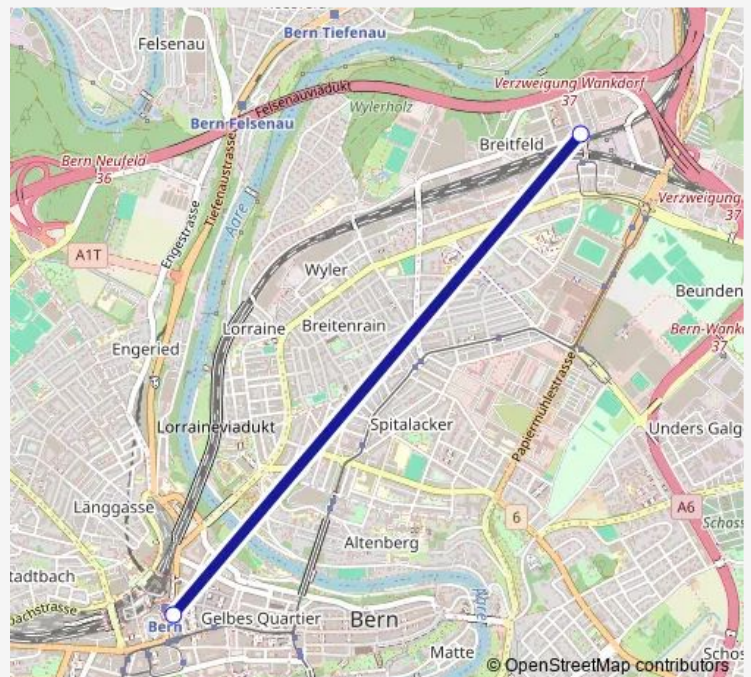 Felsenau
Bern Tiefenau
Verzweigung Wankdorf
37
Felsenauviadukt
Wylerholz
Bern Felsenau
Breitfeld
Bern Neufeld
36
Tiefenaustrasse
Engestrasse
Aare
Verzweigung
37
A1T
Wyler
Beunden
Lorraine
Breitenrain
Bern-Wank
37
Engeried
Papiermühlestrasse
Lorraineviadukt
Spitalacker
Unders Galg
Länggasse
6
A6
Schoss
Altenberg
tadtbach
Aare
achstrasse
Bern
Gelbes Quartier
Bern
Matte
Schos
© OpenStreetMap contributors